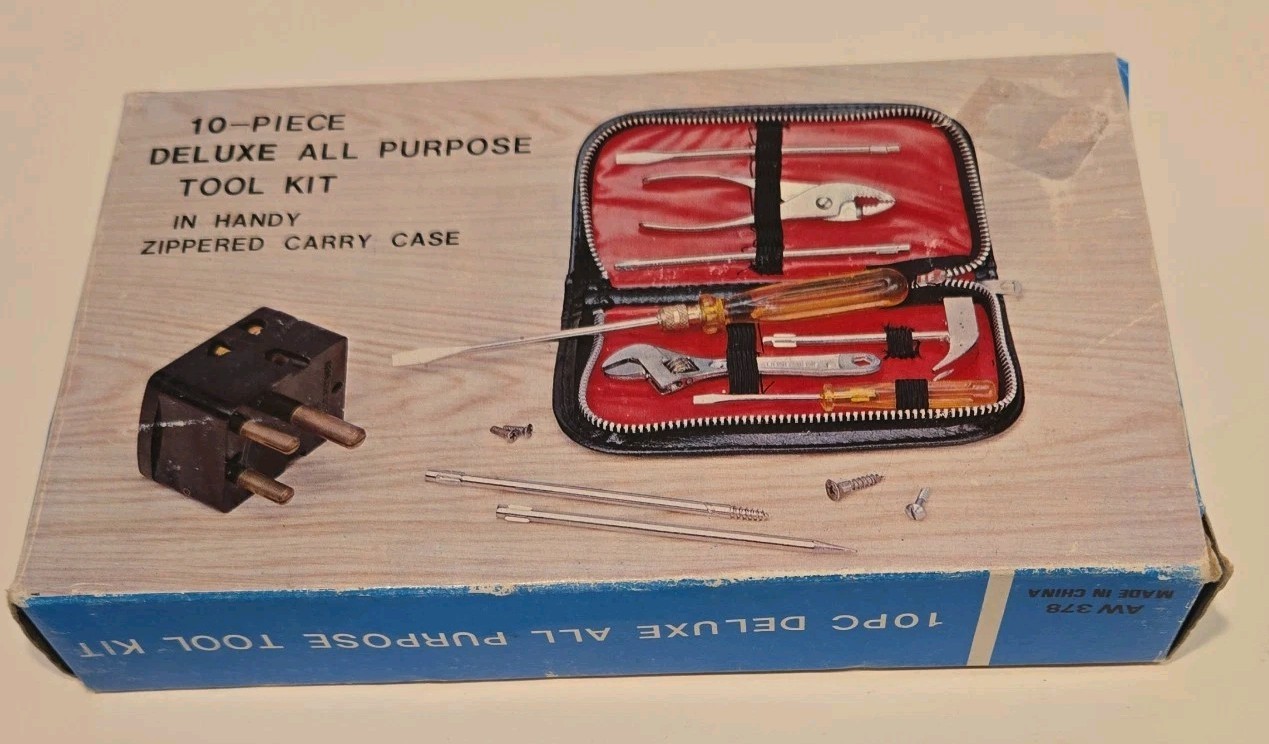 10-PIECE
DELUXE ALL PURPOSE
TOOL KIT
IN HANDY
ZIPPERED CARRY CASE
10PC DELUXE ALL PURPOSE TOOL KIT
AW 378
MADE IN CHINA